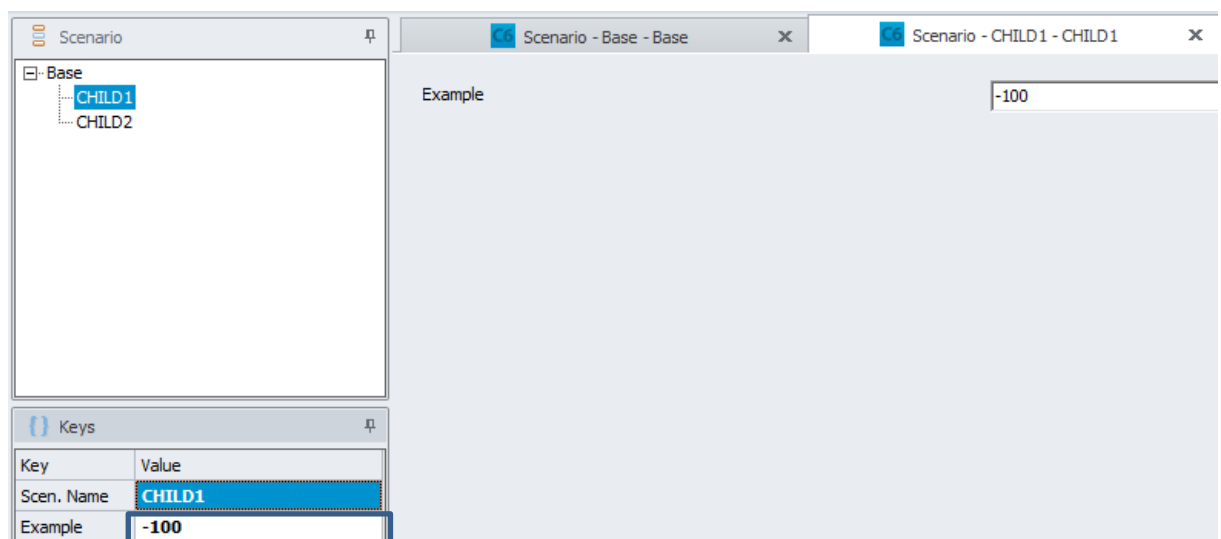 Scenario
Base
CHILD1
CHILD2
Keys
Key Value
Scen. Name CHILD1
Example -100
C6 Scenario - Base - Base
C6 Scenario - CHILD1 - CHILD1
Example -100